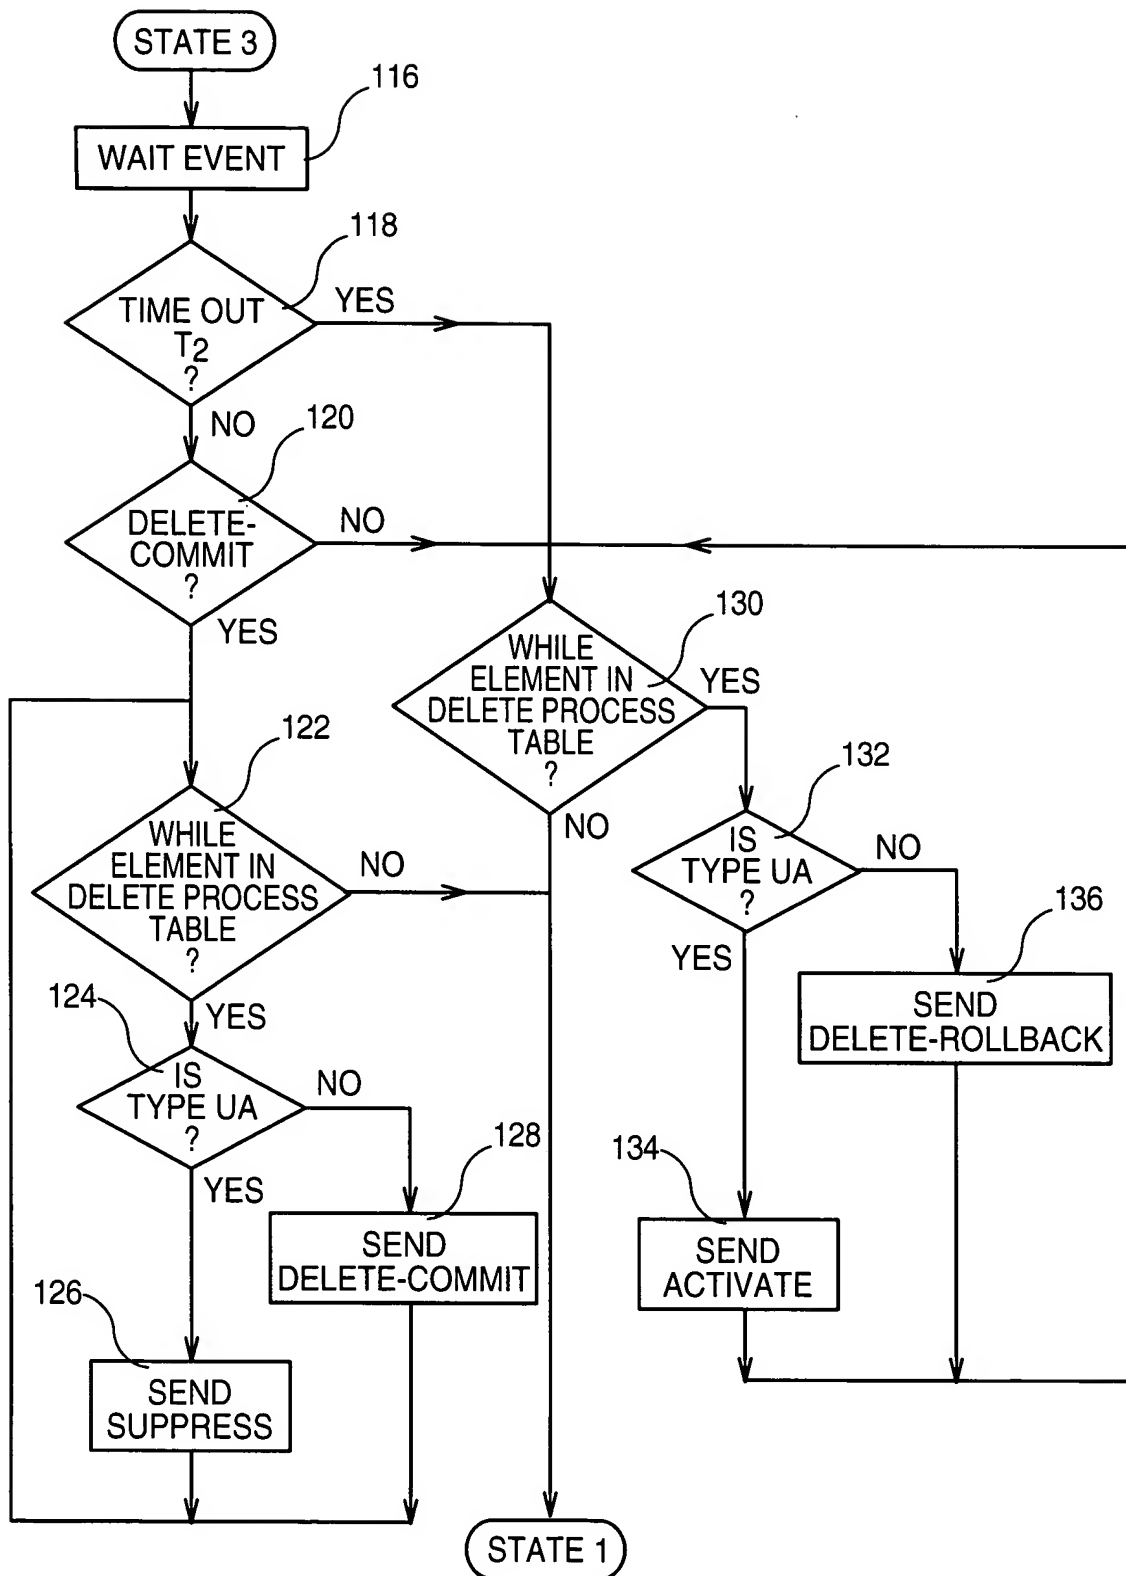 STATE 3
116
WAIT EVENT
118
TIME OUT
T2
?
YES
NO
120
DELETE-
COMMIT
?
NO
YES
130
WHILE
ELEMENT IN
DELETE PROCESS
TABLE
?
YES
NO
122
WHILE
ELEMENT IN
DELETE PROCESS
TABLE
?
NO
YES
132
IS
TYPE UA
?
NO
YES
136
SEND
DELETE-ROLLBACK
124
IS
TYPE UA
?
NO
YES
128
SEND
DELETE-COMMIT
134
SEND
ACTIVATE
126
SEND
SUPPRESS
STATE 1